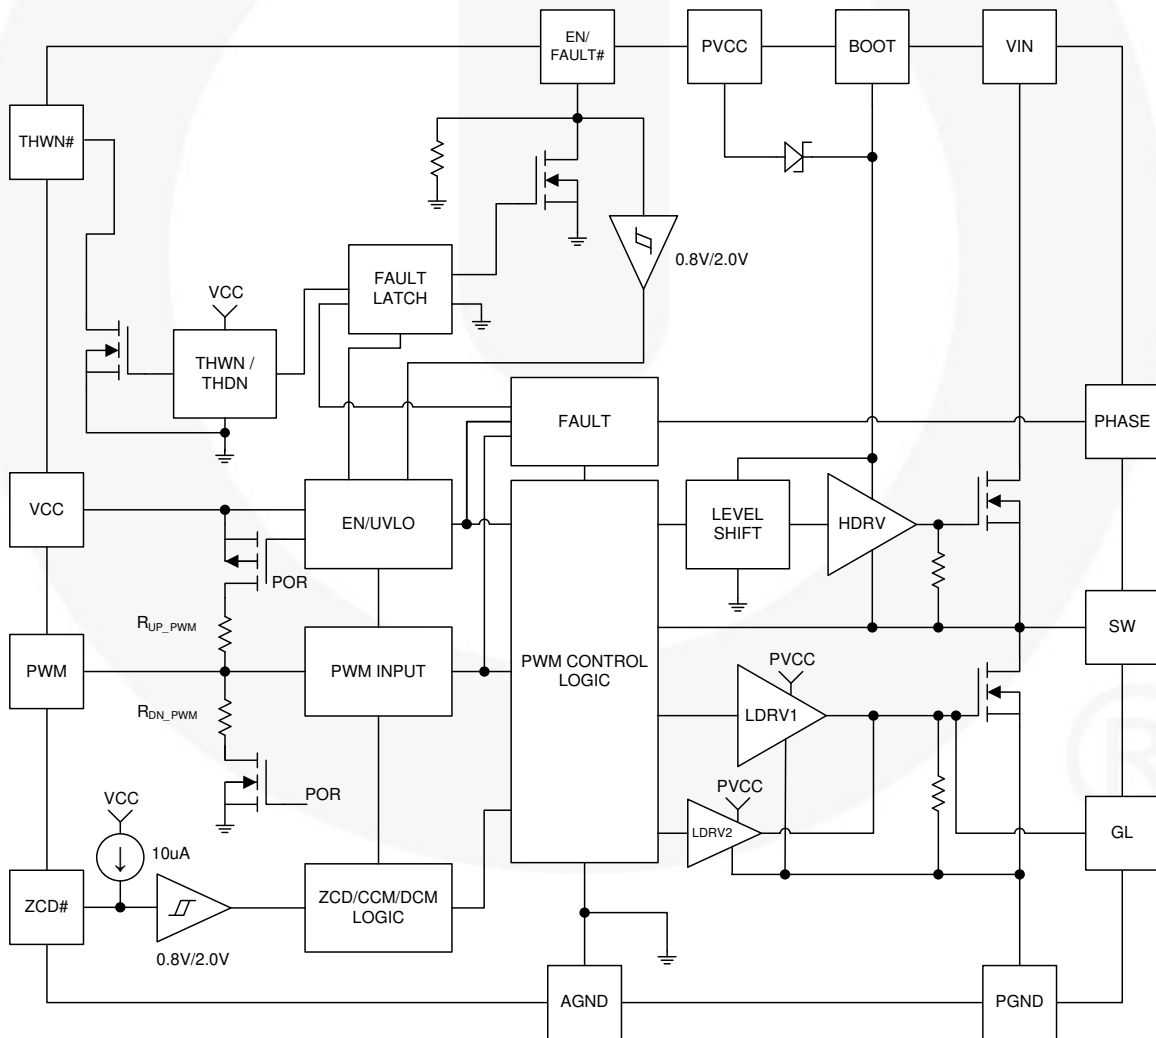 EN/
FAULT#
PVCC
BOOT
VIN
THWN#
0.8V/2.0V
FAULT
LATCH
VCC
THWN /
THDN
FAULT
PHASE
VCC
EN/UVLO
LEVEL
SHIFT
HDRV
POR
RUP_PWM
PWM
PWM INPUT
PWM CONTROL
LOGIC
SW
PVCC
RDN_PWM
LDRV1
POR
PVCC
VCC
LDRV2
GL
10uA
ZCD#
ZCD/CCM/DCM
LOGIC
0.8V/2.0V
AGND
PGND
®